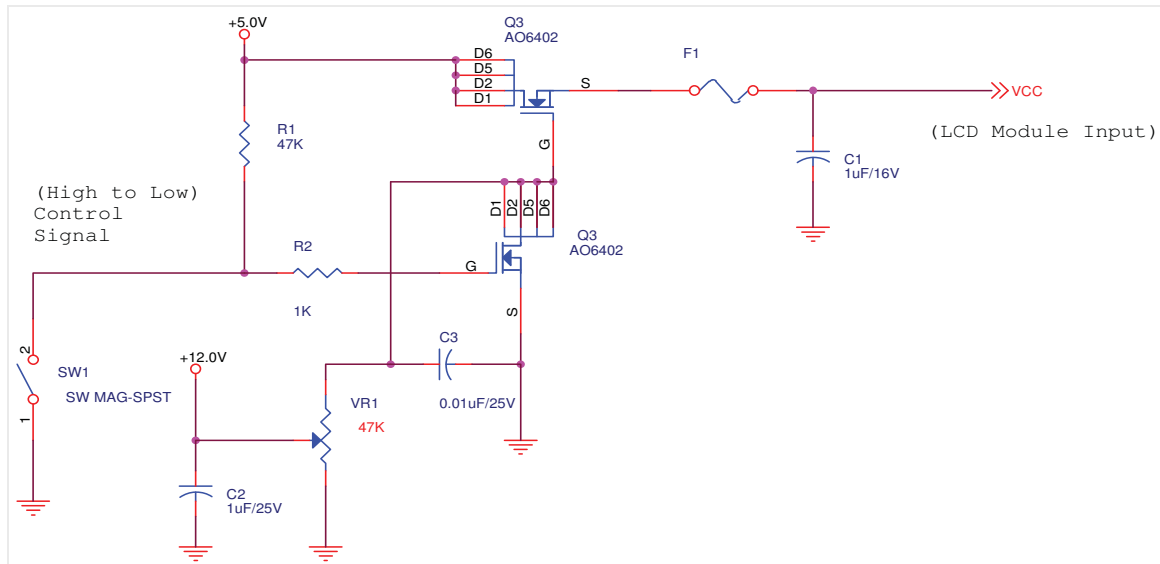 +5.0V
Q3
AO6402
D6
D5
D2
D1
S
G
F1
VCC
(LCD Module Input)
R1
47K
C1
1uF/16V
(High to Low)
Control
Signal
D1
D2
D5
D6
Q3
AO6402
R2
1K
G
S
+12.0V
C3
0.01uF/25V
2
SW1
SW MAG-SPST
1
VR1
47K
C2
1uF/25V